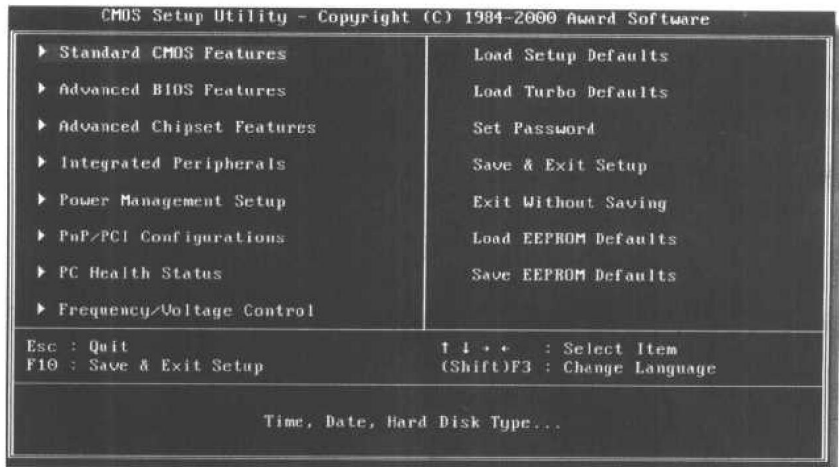 CMOS Setup Utility - Copyright (C) 1984-2000 Award Software
▶ Standard CMOS Features
▶ Advanced BIOS Features
▶ Advanced Chipset Features
▶ Integrated Peripherals
▶ Power Management Setup
▶ PnP/PCI Configurations
▶ PC Health Status
▶ Frequency/Voltage Control
Load Setup Defaults
Load Turbo Defaults
Set Password
Save & Exit Setup
Exit Without Saving
Load EEPROM Defaults
Save EEPROM Defaults
Esc : Quit
F10 : Save & Exit Setup
↑ ↓ → ← : Select Item
(Shift)F3 : Change Language
Time, Date, Hard Disk Type...